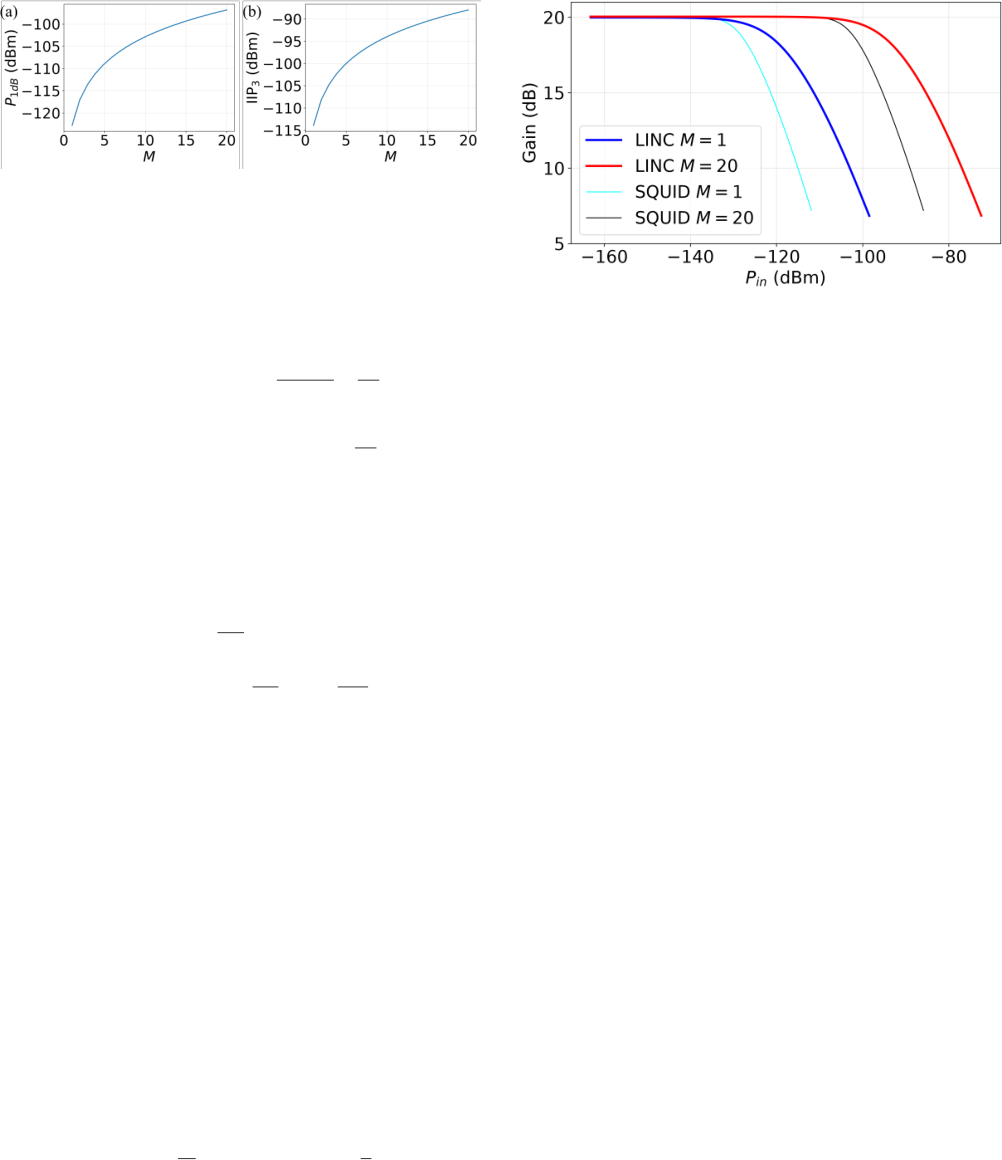 (a)
−100
−105
−110
−115
−120
P1dB (dBm)
0 5 10 15 20
M
(b)
−90
−95
−100
−105
−110
−115
IIP3 (dBm)
0 5 10 15 20
M
20
15
10
5
Gain (dB)
LINC M = 1
LINC M = 20
SQUID M = 1
SQUID M = 20
−160 −140 −120 −100 −80
Pin (dBm)